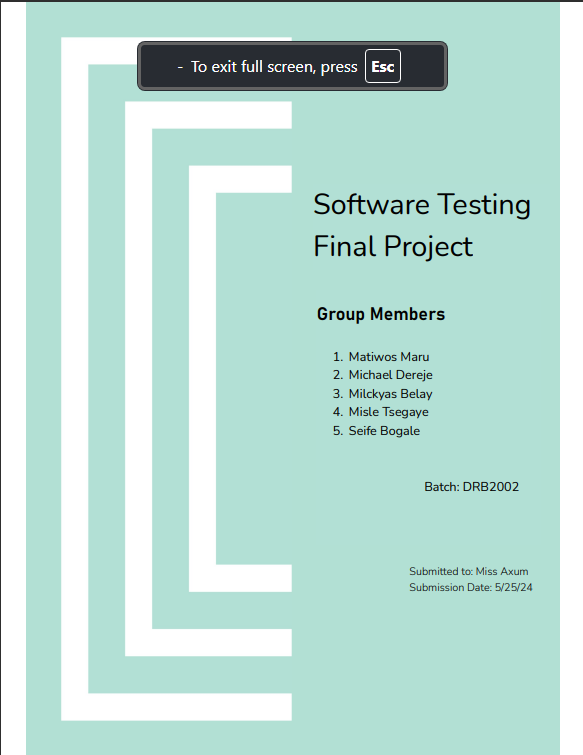 - To exit full screen, press Esc
Software Testing
Final Project
Group Members
1. Matiwos Maru
2. Michael Dereje
3. Milckyas Belay
4. Misle Tsegaye
5. Seife Bogale
Batch: DRB2002
Submitted to: Miss Axum
Submission Date: 5/25/24